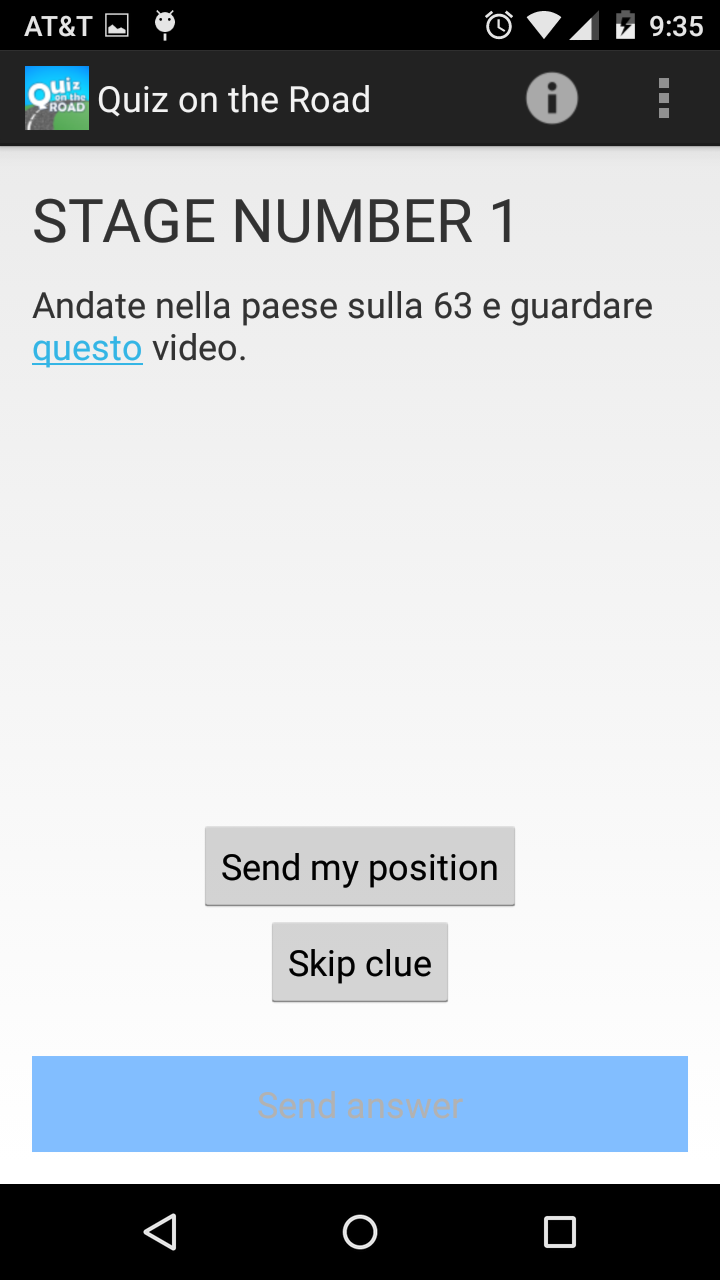 AT&T 9:35
Quiz on the ROAD Quiz on the Road
STAGE NUMBER 1
Andate nella paese sulla 63 e guardare
questo video.
Send my position
Skip clue
Send answer